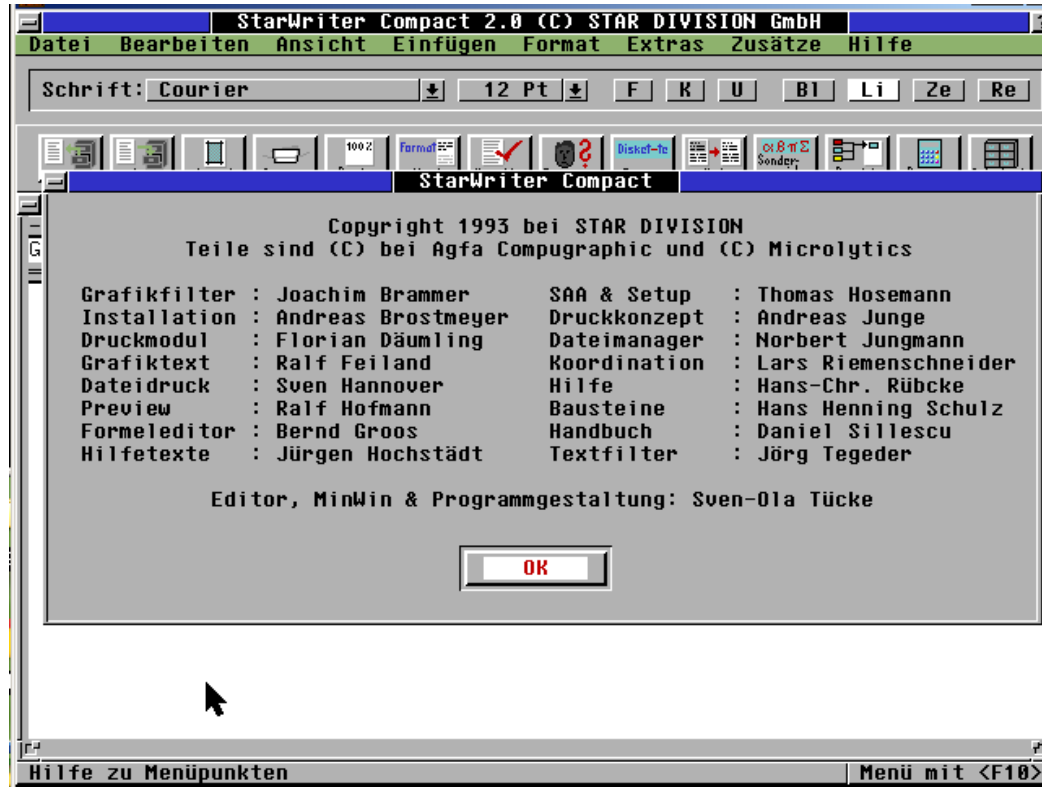 StarWriter Compact 2.0 (C) STAR DIVISION GmbH
Datei Bearbeiten Ansicht Einfügen Format Extras Zusätze Hilfe
Schrift: Courier 12 Pt F K U Bl Li Ze Re
100% Format Disket-te αβπΣ Sonder-
StarWriter Compact
G
Copyright 1993 bei STAR DIVISION
Teile sind (C) bei Agfa Compugraphic und (C) Microlytics
Grafikfilter : Joachim Brammer SAA & Setup : Thomas Hosemann
Installation : Andreas Brostmeyer Druckkonzept : Andreas Junge
Druckmodul : Florian Däumling Dateimanager : Norbert Jungmann
Grafiktext : Ralf Feiland Koordination : Lars Riemenschneider
Dateidruck : Sven Hannover Hilfe : Hans-Chr. Rübcke
Preview : Ralf Hofmann Bausteine : Hans Henning Schulz
Formeleditor : Bernd Groos Handbuch : Daniel Sillescu
Hilfetexte : Jürgen Hochstädt Textfilter : Jörg Tegeder
Editor, MinWin & Programmgestaltung: Sven-Ola Tücke
OK
Hilfe zu Menüpunkten Menü mit <F10>